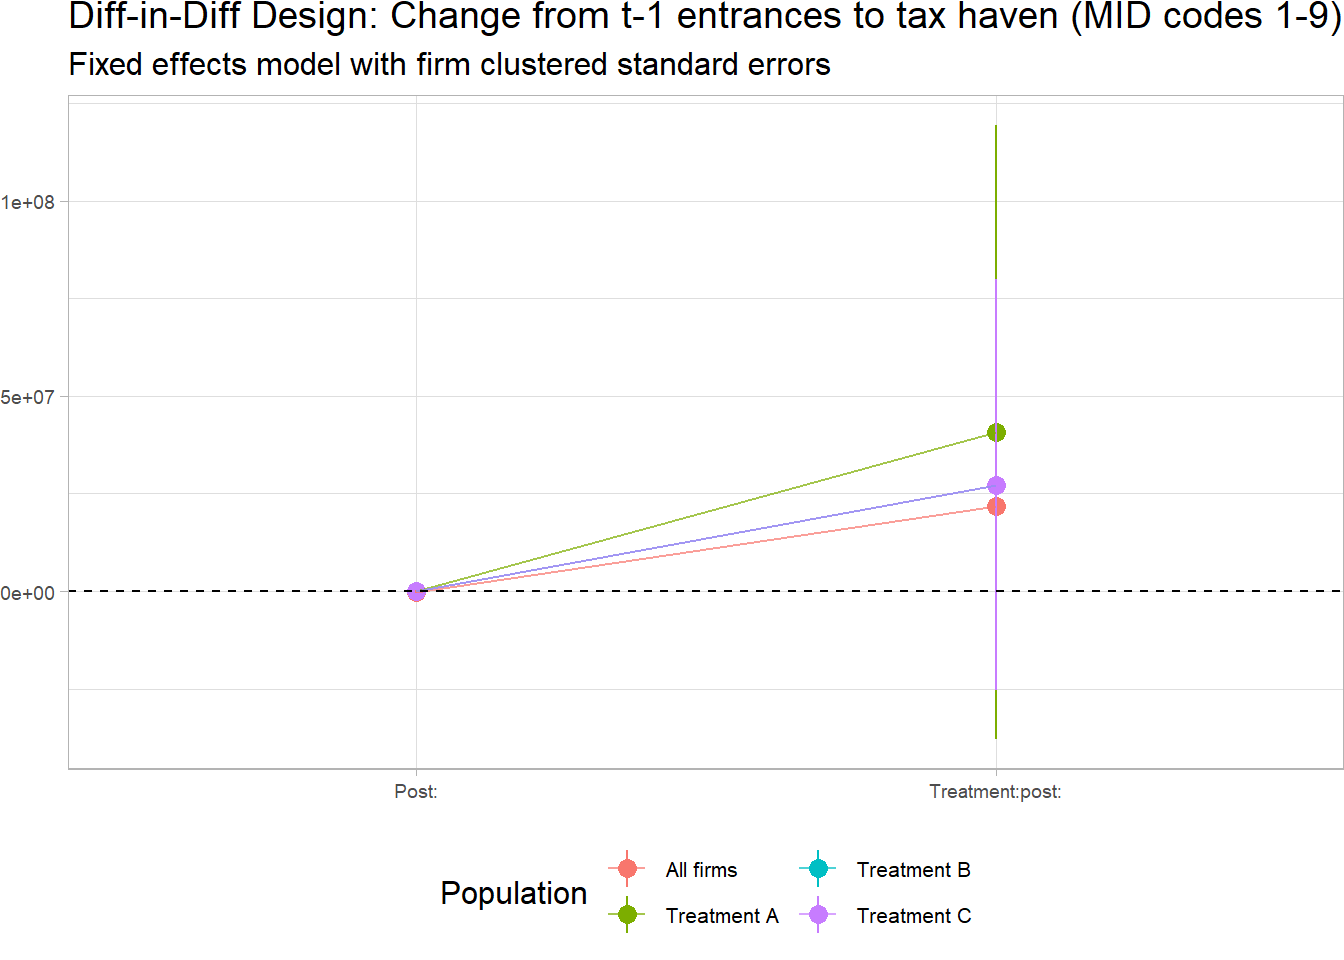 Diff-in-Diff Design: Change from t-1 entrances to tax haven (MID codes 1-9)
Fixed effects model with firm clustered standard errors
1e+08
5e+07
0e+00
Post:
Treatment:post:
Population
All firms
Treatment B
Treatment A
Treatment C